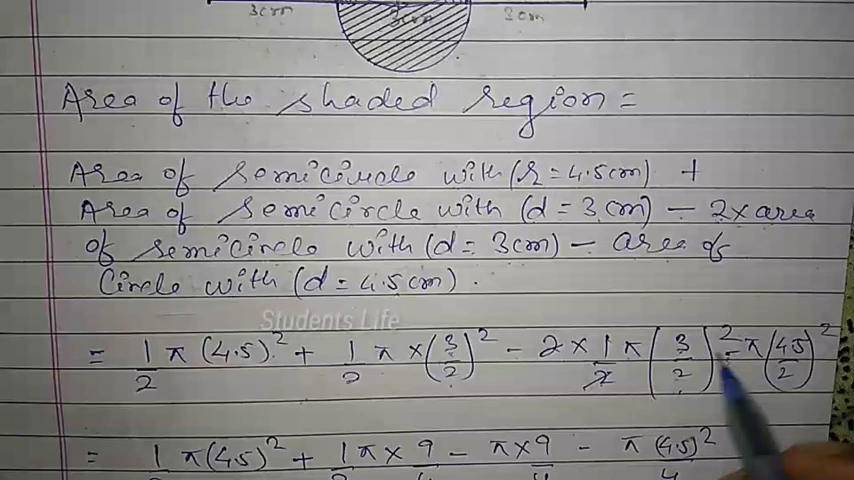 3cm 3cm 3cm
Area of the shaded region =
Area of semicircle with (r = 4.5cm) +
Area of semicircle with (d = 3cm) - 2 x area
of semicircle with (d = 3cm) - area of
Circle with (d = 4.5cm).
Students Life
= 1/2 π (4.5)² + 1/2 π × (3/2)² - 2 × 1/2 π (3/2)² - π (4.5/2)²
= 1/2 π (4.5)² + 1/2 π × 9/4 - π × 9/4 - π (4.5)²/4